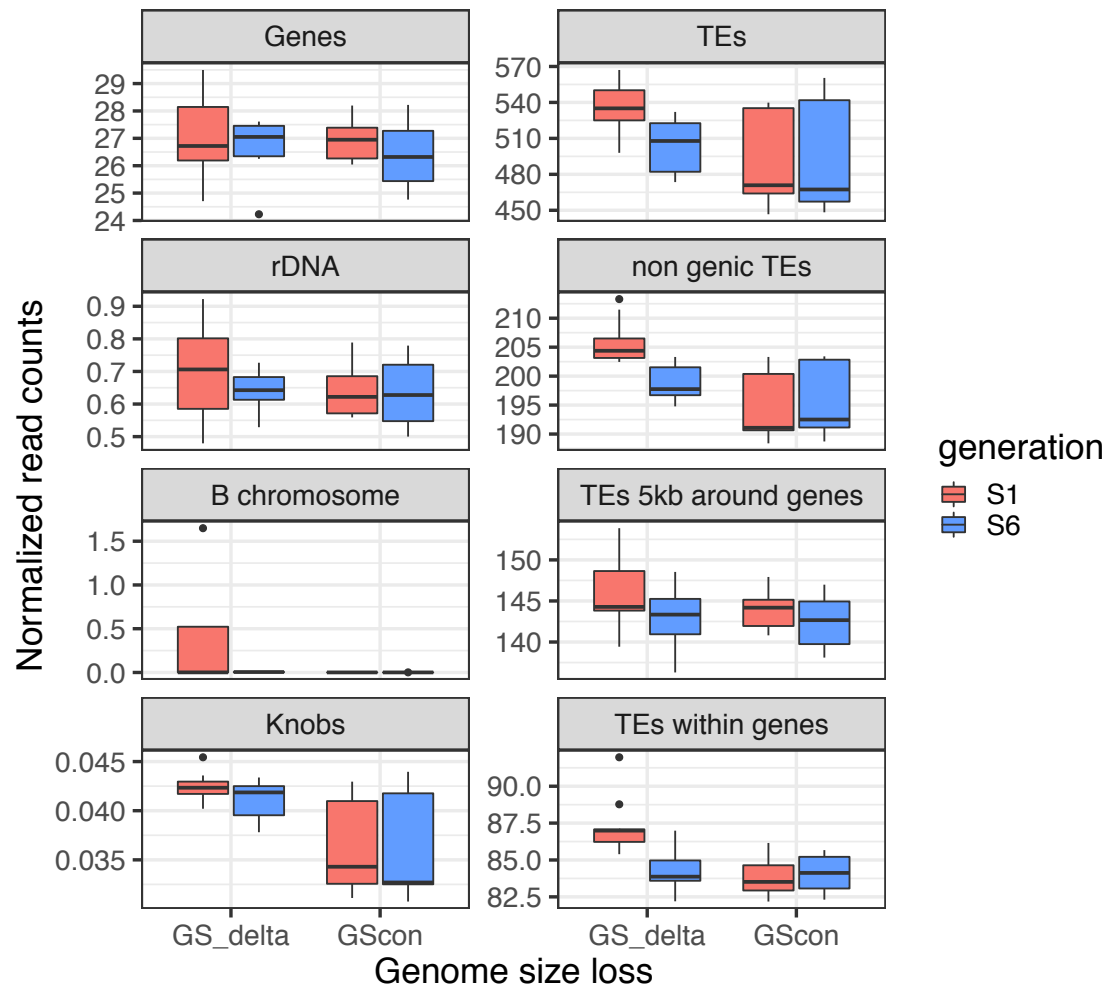 Genes
29
28
27
26
25
24
TEs
570
540
510
480
450
rDNA
0.9
0.8
0.7
0.6
0.5
non genic TEs
210
205
200
195
190
B chromosome
1.5
1.0
0.5
0.0
TEs 5kb around genes
150
145
140
Knobs
0.045
0.040
0.035
TEs within genes
90.0
87.5
85.0
82.5
GS_delta GScon
GS_delta GScon
Genome size loss
Normalized read counts
generation
S1
S6